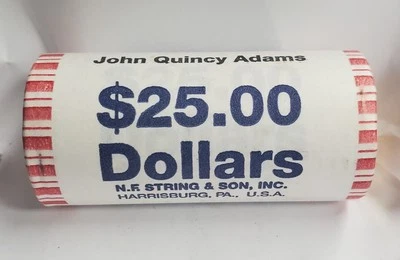 John Quincy Adams
$25.00
Dollars
N.F. STRING & SON, INC.
HARRISBURG, PA., U.S.A.